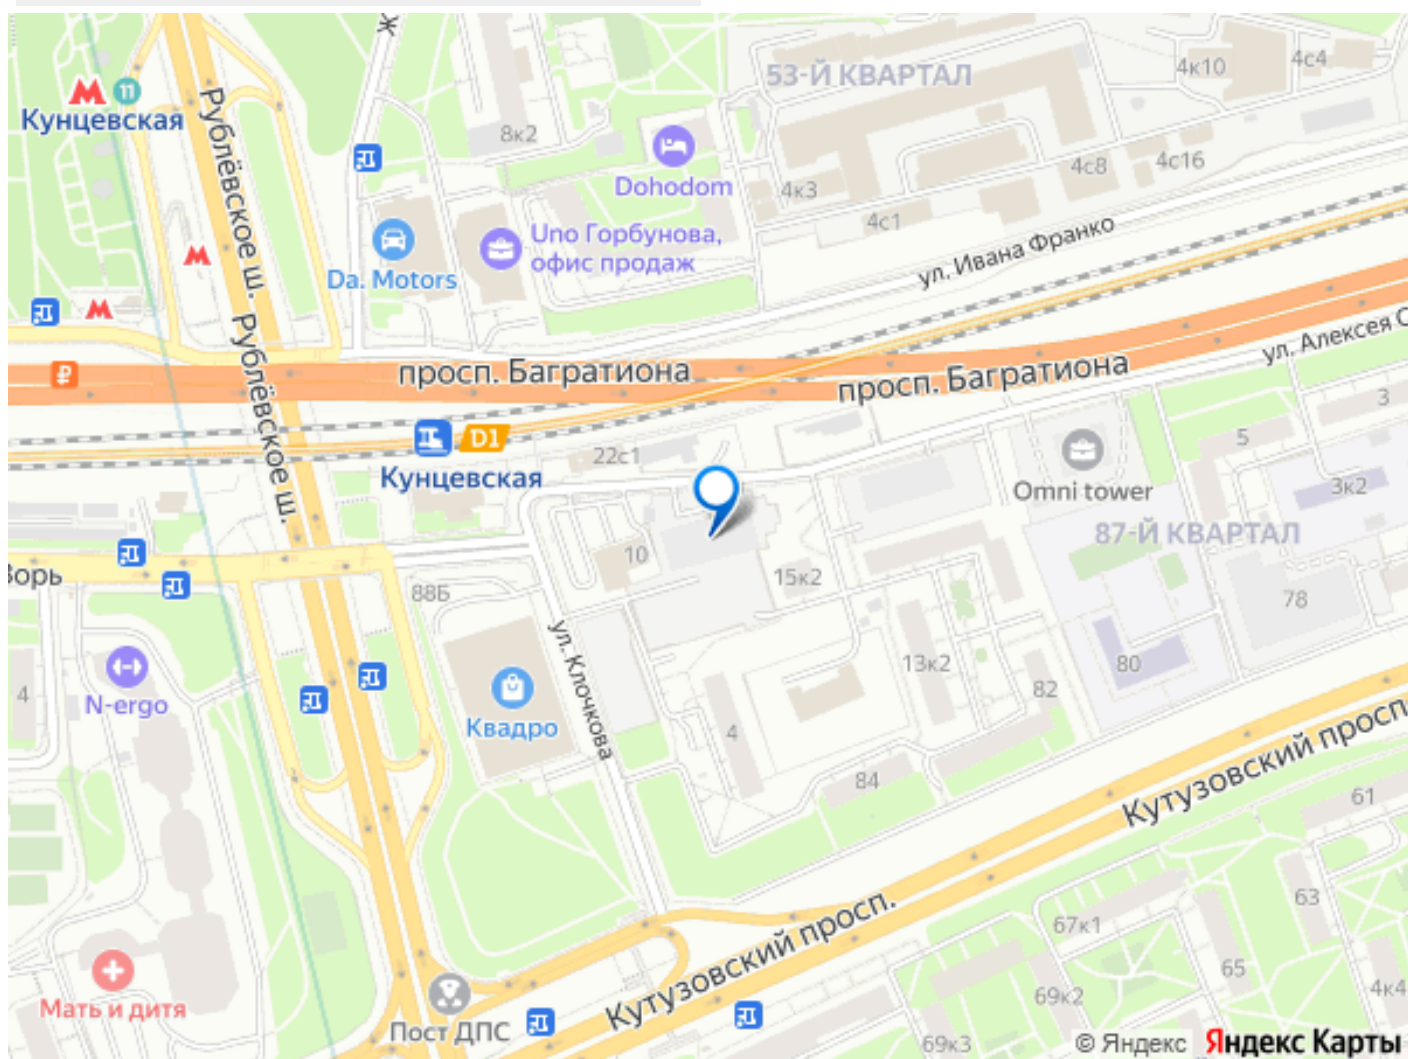 53-Й КВАРТАЛ
4к10
4с4
11
Кунцевская
Рублёвское ш.
8к2
Dohodom
4к3
4с8
4с16
4с1
ул. Ивана Франко
Uno Горбунова,
офис продаж
Da. Motors
Рублёвское ш.
Рублёвское ш.
просп. Багратиона
просп. Багратиона
ул. Алексея С
3
5
D1
Кунцевская
22с1
Omni tower
3к2
87-Й КВАРТАЛ
Зорь
10
15к2
88Б
78
ул. Клочкова
13к2
80
82
4
N-ergo
Квадро
4
84
Кутузовский просп.
61
63
67к1
Кутузовский просп.
65
Мать и дитя
Пост ДПС
69к2
4к4
69к3
© Яндекс Яндекс Карты